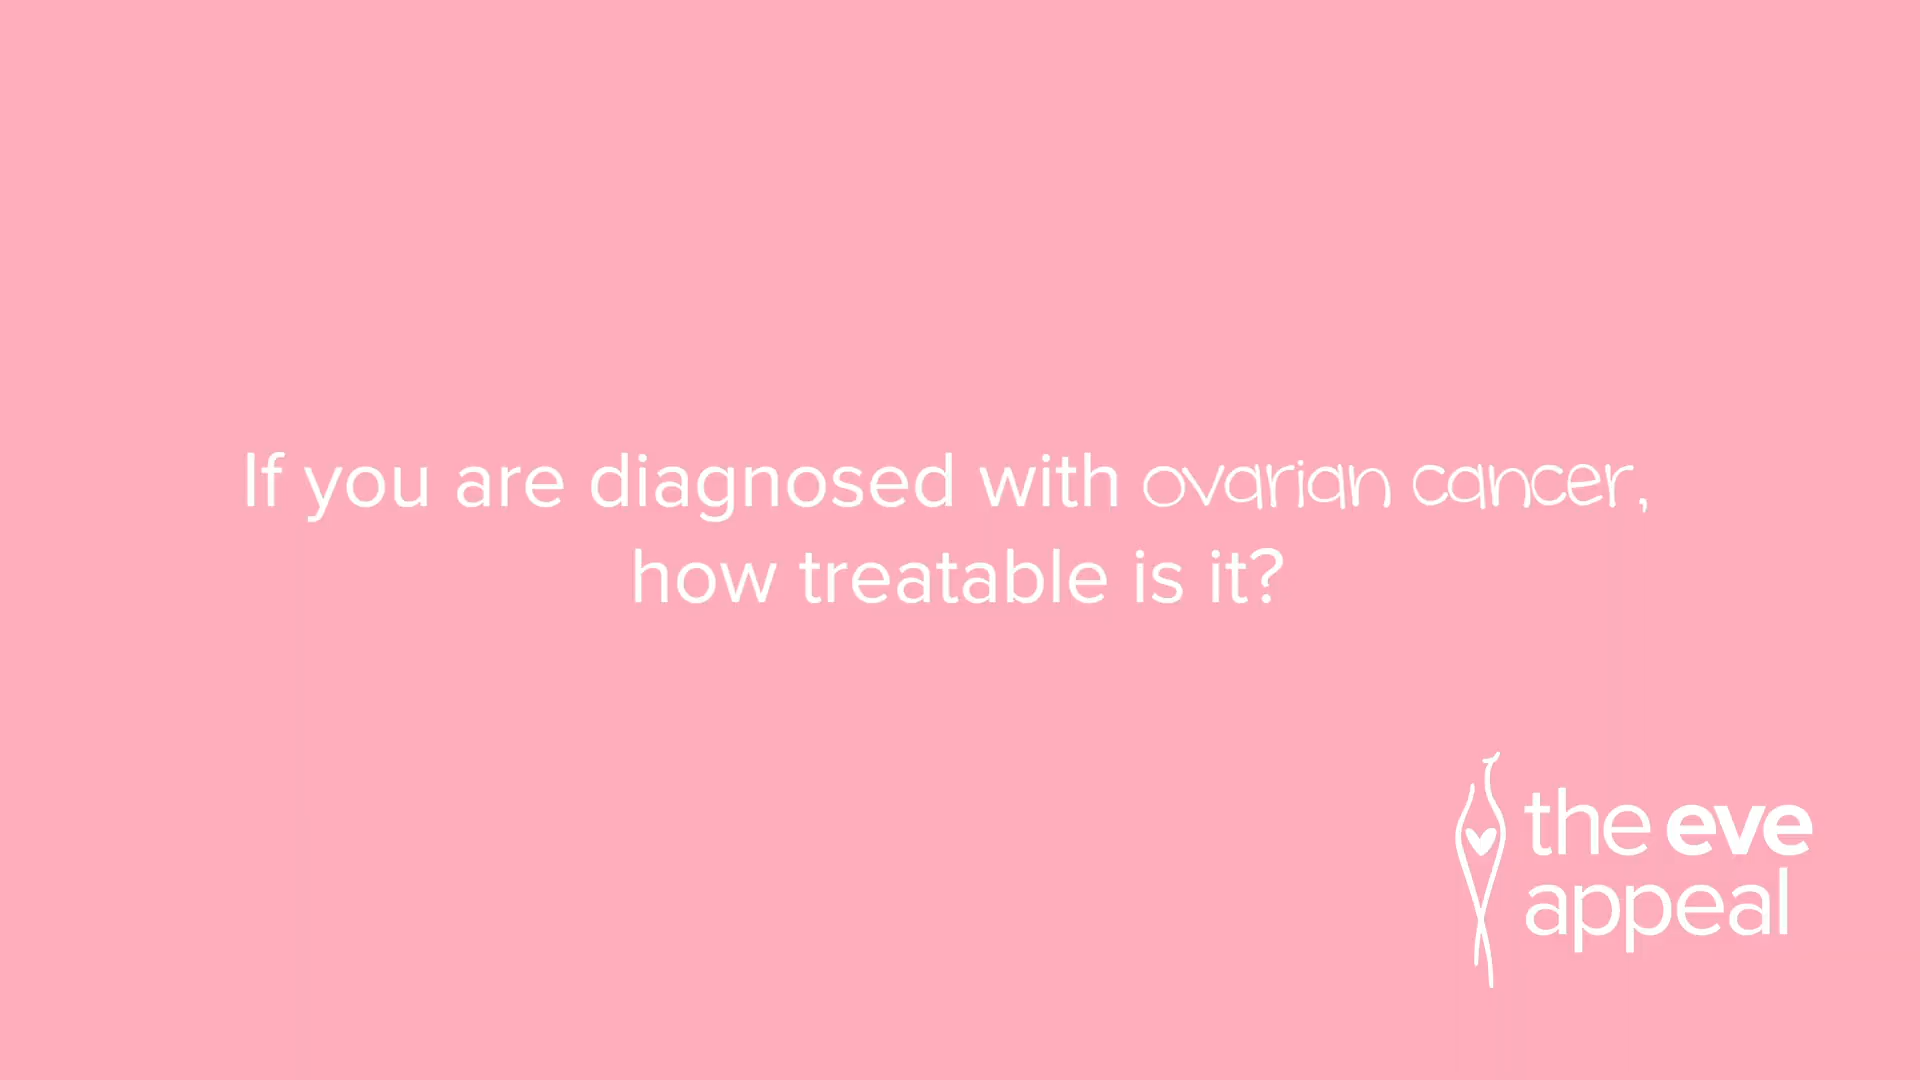 If you are diagnosed with ovarian cancer,
how treatable is it?
the eve
appeal